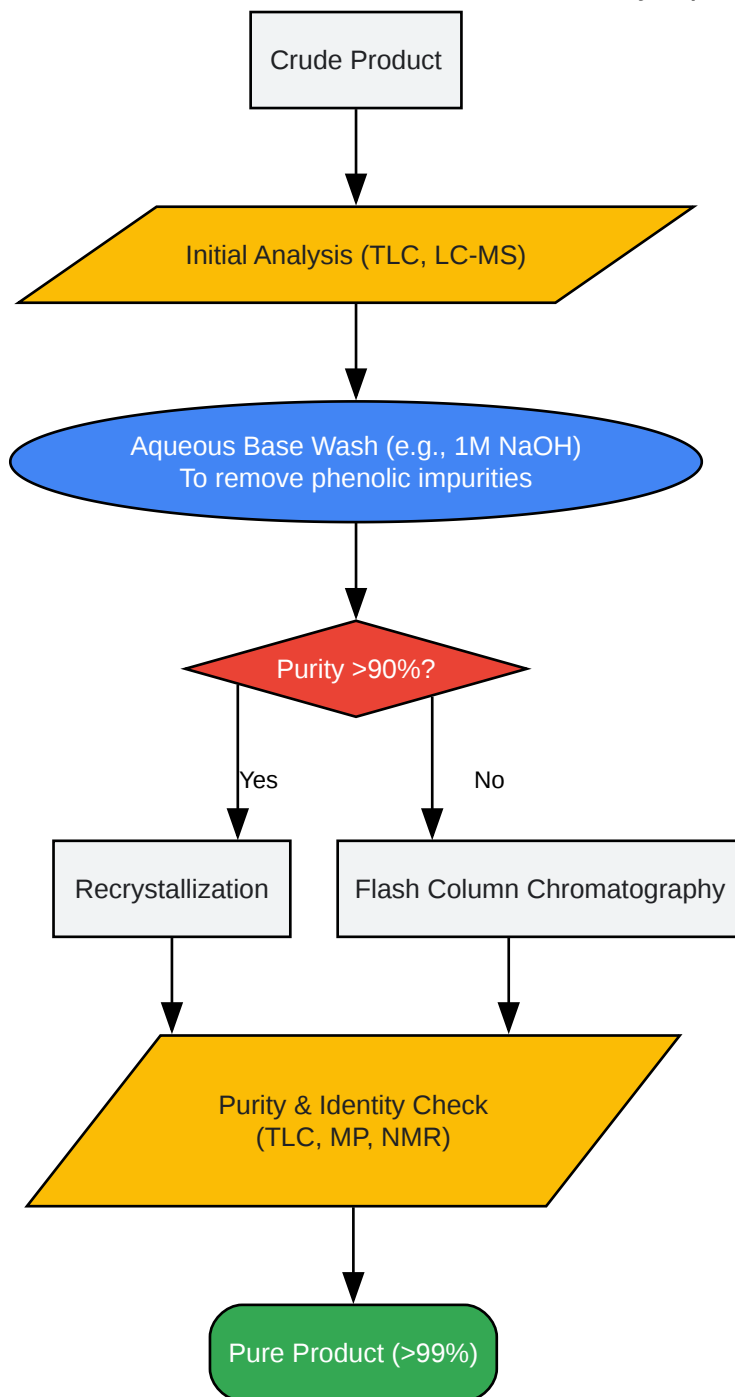 Crude Product
Initial Analysis (TLC, LC-MS)
Aqueous Base Wash (e.g., 1M NaOH)
To remove phenolic impurities
Purity >90%?
Yes
No
Recrystallization
Flash Column Chromatography
Purity & Identity Check
(TLC, MP, NMR)
Pure Product (>99%)